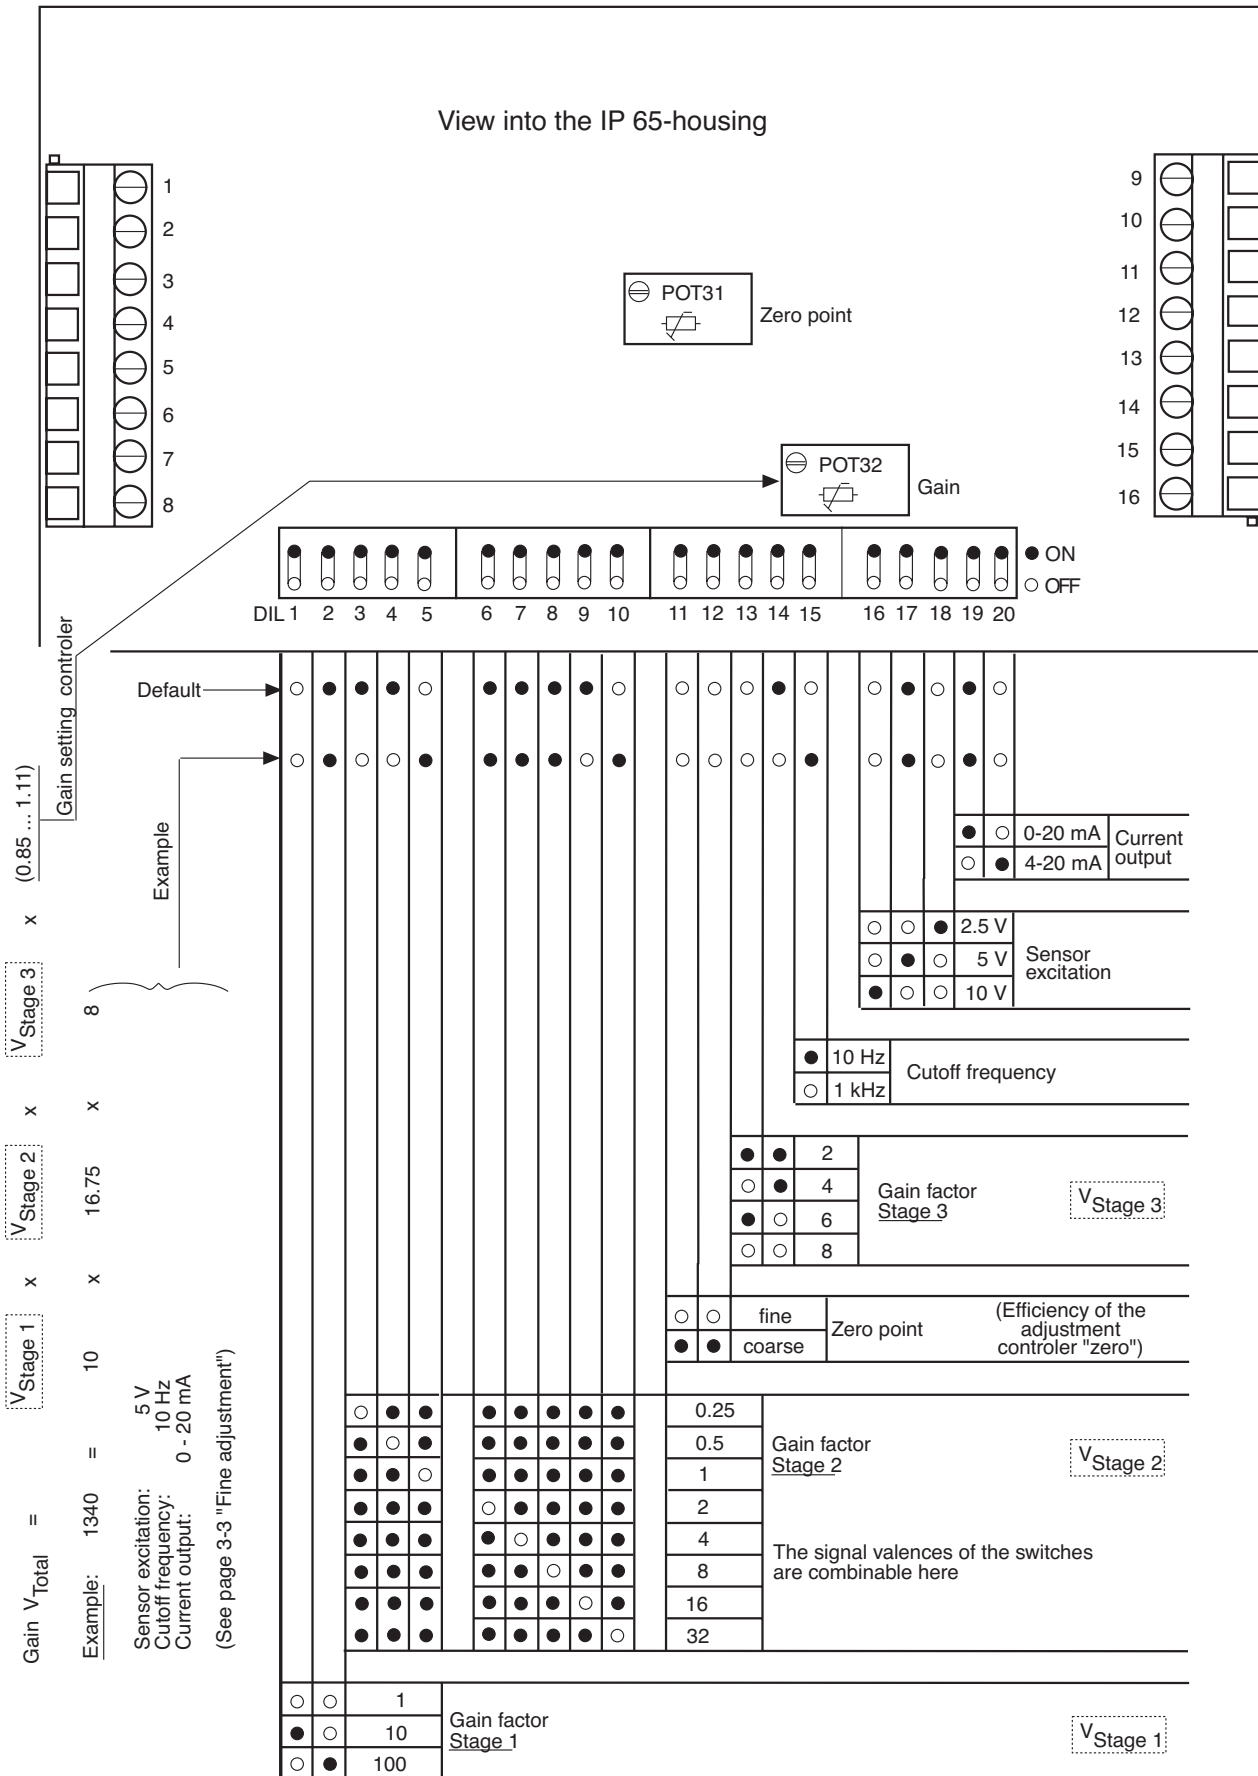 View into the IP 65-housing
1
2
3
4
5
6
7
8
9
10
11
12
13
14
15
16
POT31
Zero point
POT32
Gain
ON
OFF
DIL 1 2 3 4 5 6 7 8 9 10 11 12 13 14 15 16 17 18 19 20
Default
Example
Gain setting controler
0-20 mA
4-20 mA
Current
output
2.5 V
5 V
10 V
Sensor
excitation
10 Hz
1 kHz
Cutoff frequency
2
4
6
8
Gain factor
Stage 3
VStage 3
fine
coarse
Zero point
(Efficiency of the
adjustment
controler "zero")
0.25
0.5
1
2
4
8
16
32
Gain factor
Stage 2
VStage 2
The signal valences of the switches
are combinable here
1
10
100
Gain factor
Stage 1
VStage 1
Gain VTotal = VStage 1 x VStage 2 x VStage 3 x (0.85 ... 1.11)
Example: 1340 = 10 x 16.75 x 8
Sensor excitation: 5 V
Cutoff frequency: 10 Hz
Current output: 0 - 20 mA
(See page 3-3 "Fine adjustment")